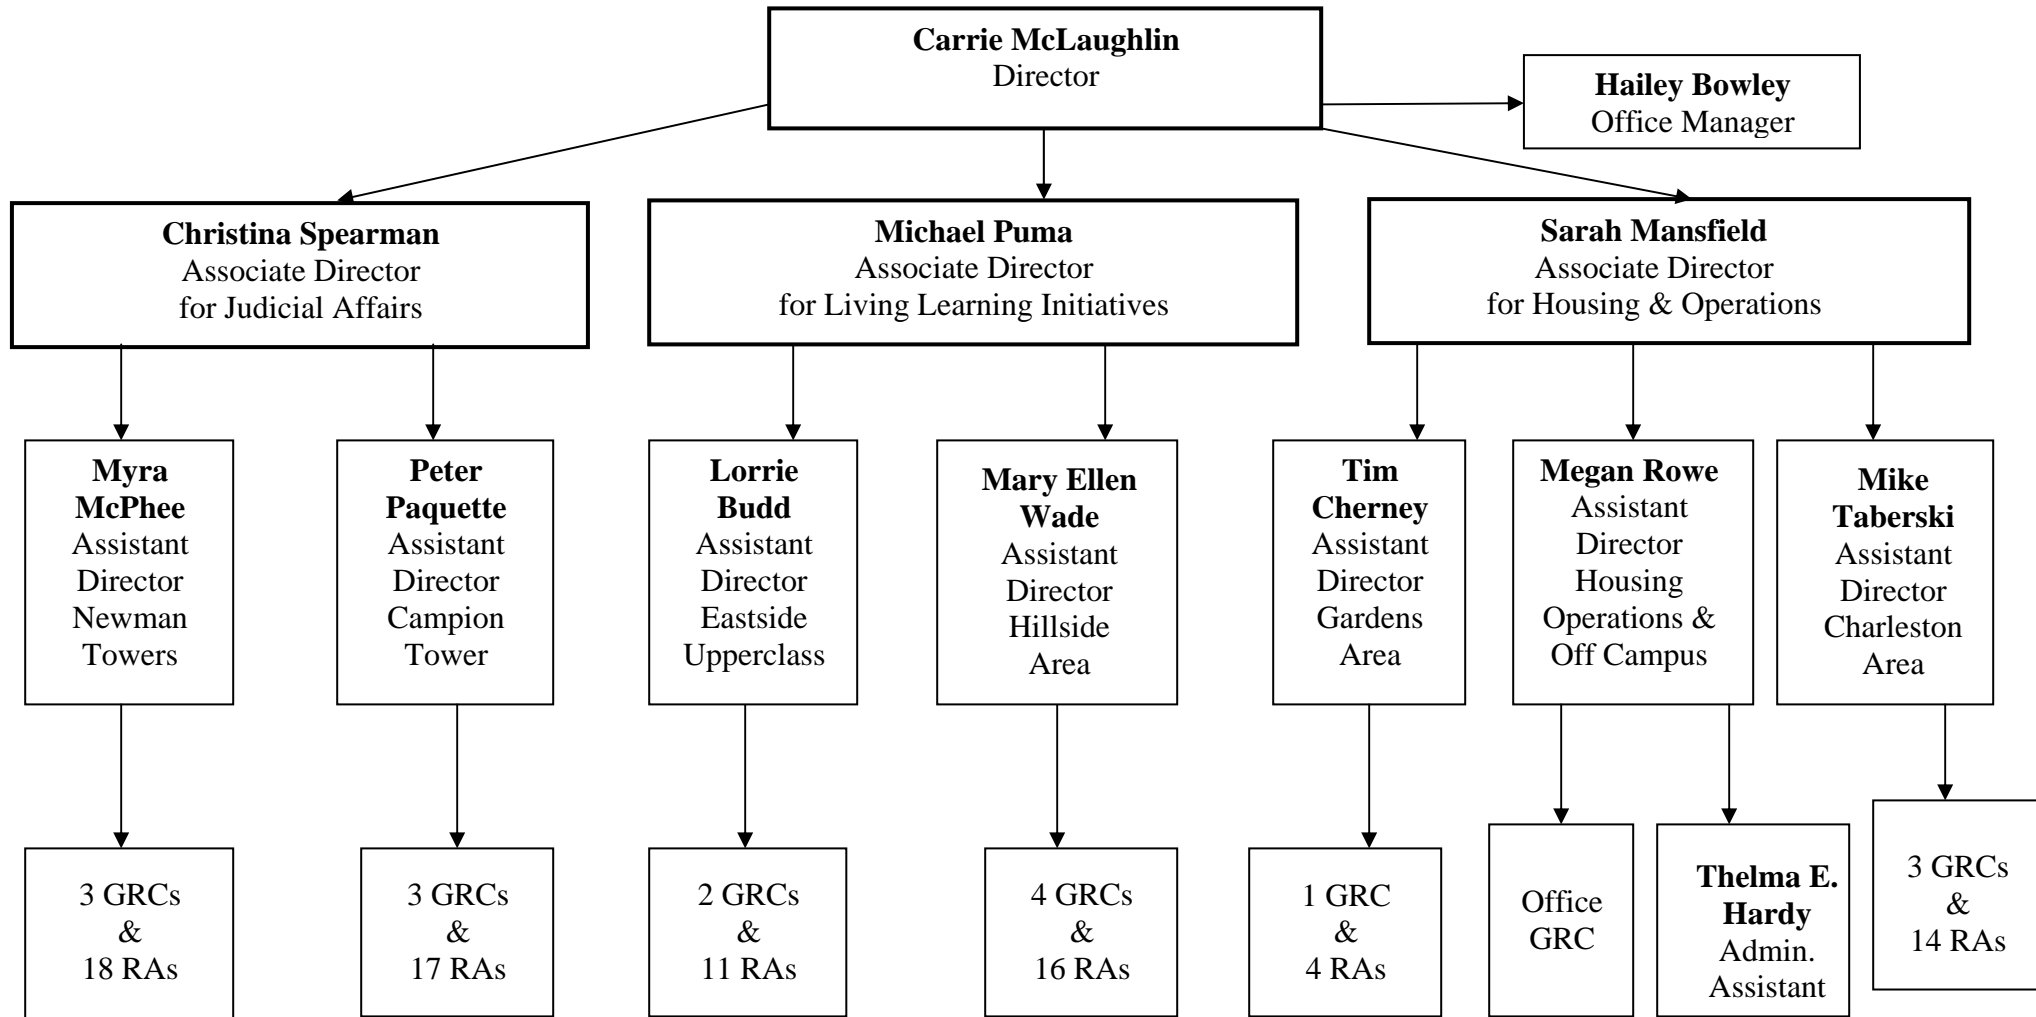 Carrie McLaughlin
Director
Hailey Bowley
Office Manager
Christina Spearman
Associate Director
for Judicial Affairs
Michael Puma
Associate Director
for Living Learning Initiatives
Sarah Mansfield
Associate Director
for Housing & Operations
Myra
McPhee
Assistant
Director
Newman
Towers
Peter
Paquette
Assistant
Director
Campion
Tower
Lorrie
Budd
Assistant
Director
Eastside
Upperclass
Mary Ellen
Wade
Assistant
Director
Hillside
Area
Tim
Cherney
Assistant
Director
Gardens
Area
Megan Rowe
Assistant
Director
Housing
Operations &
Off Campus
Mike
Taberski
Assistant
Director
Charleston
Area
3 GRCs
&
18 RAs
3 GRCs
&
17 RAs
2 GRCs
&
11 RAs
4 GRCs
&
16 RAs
1 GRC
&
4 RAs
Office
GRC
Thelma E.
Hardy
Admin.
Assistant
3 GRCs
&
14 RAs